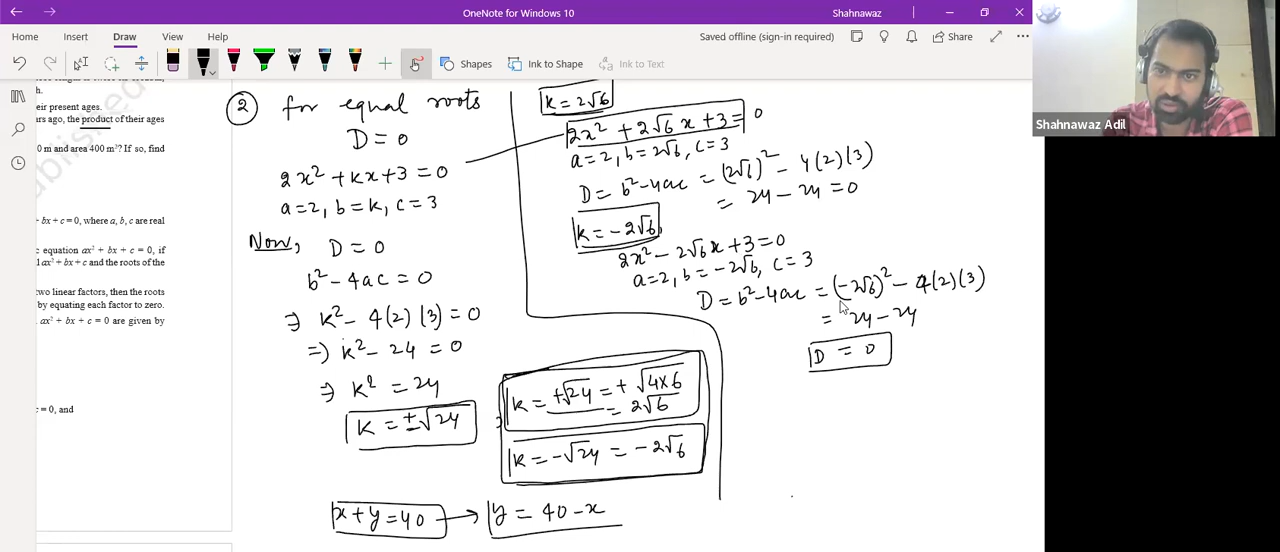 OneNote for Windows 10
Shahnawaz
Home Insert Draw View Help
Saved offline (sign-in required)
Share
Shapes
Ink to Shape
Ink to Text
h.
eir present ages.
ars ago, the product of their ages
0 m and area 400 m²? If so, find
+ bx + c = 0, where a, b, c are real
c equation ax² + bx + c = 0, if
l ax² + bx + c and the roots of the
two linear factors, then the roots
by equating each factor to zero.
ax² + bx + c = 0 are given by
c = 0, and
② for equal roots
D = 0
2x² + kx + 3 = 0
a = 2, b = k, c = 3
Now, D = 0
b² - 4ac = 0
⇒ k² - 4(2)(3) = 0
⇒ k² - 24 = 0
⇒ k² = 24
k = ±√24
k = +√24 = +√4×6
= 2√6
k = -√24 = -2√6
x + y = 40 → y = 40 - x
k = 2√6
2x² + 2√6 x + 3 = 0
a = 2, b = 2√6, c = 3
D = b² - 4ac = (2√6)² - 4(2)(3)
= 24 - 24 = 0
k = -2√6
2x² - 2√6 x + 3 = 0
a = 2, b = -2√6, c = 3
D = b² - 4ac = (-2√6)² - 4(2)(3)
= 24 - 24
D = 0
Shahnawaz Adil